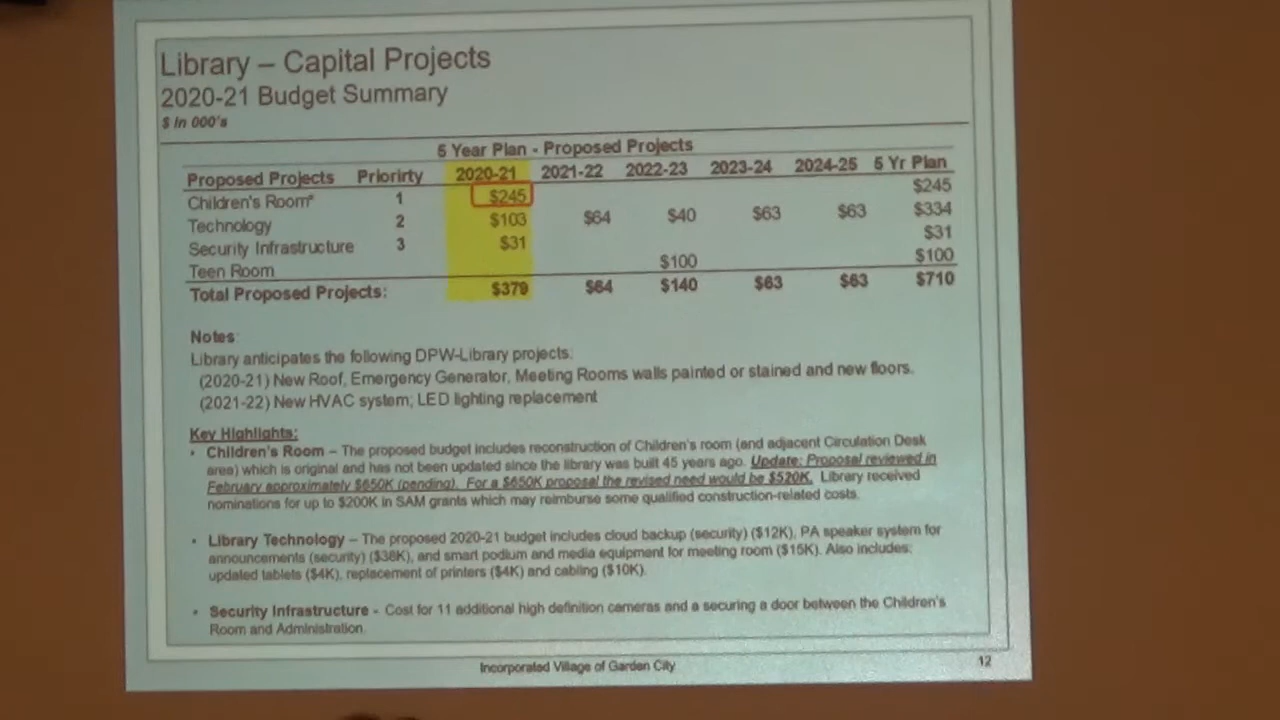 Library – Capital Projects
2020-21 Budget Summary
$ in 000's
5 Year Plan - Proposed Projects
Proposed Projects Priorirty 2020-21 2021-22 2022-23 2023-24 2024-25 5 Yr Plan
Children's Room* 1 $245 $245
Technology 2 $103 $64 $40 $63 $63 $334
Security Infrastructure 3 $31 $31
Teen Room $100 $100
Total Proposed Projects: $379 $64 $140 $63 $63 $710
Notes:
Library anticipates the following DPW-Library projects:
(2020-21) New Roof, Emergency Generator, Meeting Rooms walls painted or stained and new floors.
(2021-22) New HVAC system; LED lighting replacement
Key Highlights:
• Children's Room – The proposed budget includes reconstruction of Children's room (and adjacent Circulation Desk
area) which is original and has not been updated since the library was built 45 years ago. Update: Proposal reviewed in
February approximately $650K (pending). For a $650K proposal the revised need would be $520K. Library received
nominations for up to $200K in SAM grants which may reimburse some qualified construction-related costs.
• Library Technology – The proposed 2020-21 budget includes cloud backup (security) ($12K), PA speaker system for
announcements (security) ($38K), and smart podium and media equipment for meeting room ($15K). Also includes:
updated tablets ($4K), replacement of printers ($4K) and cabling ($10K).
• Security Infrastructure - Cost for 11 additional high definition cameras and a securing a door between the Children's
Room and Administration.
Incorporated Village of Garden City
12